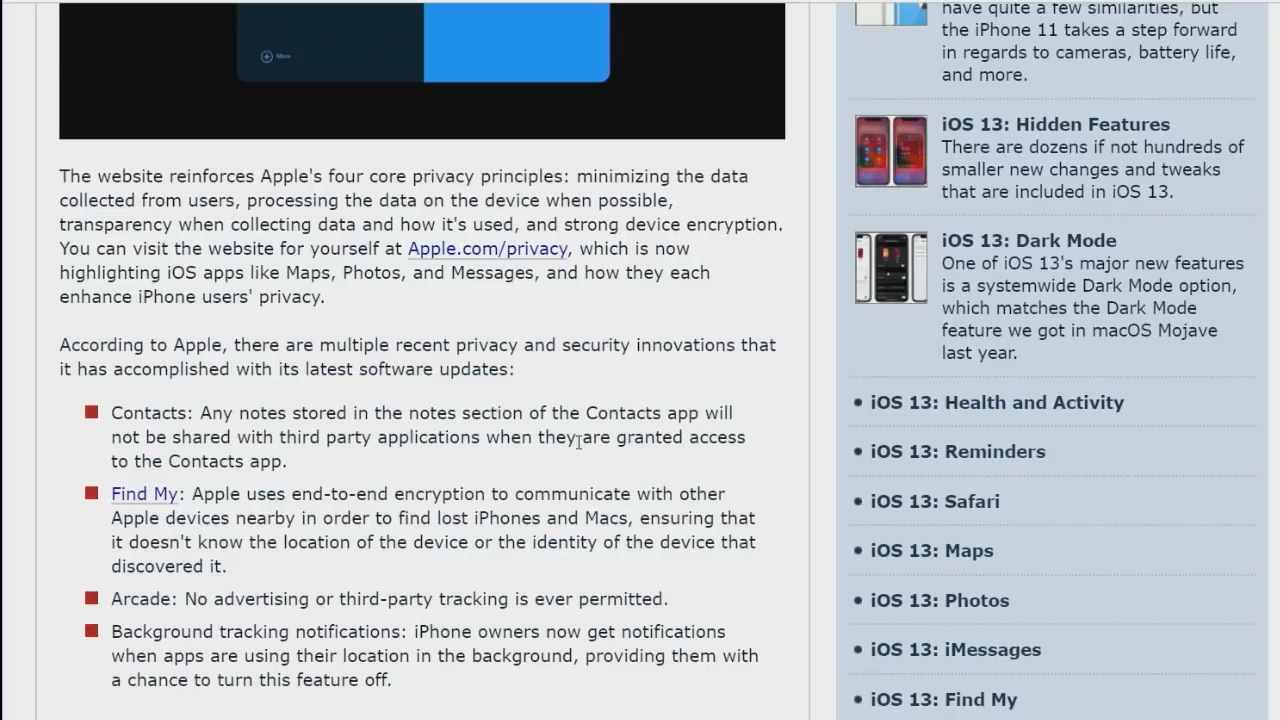 More
The website reinforces Apple's four core privacy principles: minimizing the data
collected from users, processing the data on the device when possible,
transparency when collecting data and how it's used, and strong device encryption.
You can visit the website for yourself at Apple.com/privacy, which is now
highlighting iOS apps like Maps, Photos, and Messages, and how they each
enhance iPhone users' privacy.
According to Apple, there are multiple recent privacy and security innovations that
it has accomplished with its latest software updates:
Contacts: Any notes stored in the notes section of the Contacts app will
not be shared with third party applications when they are granted access
to the Contacts app.
Find My: Apple uses end-to-end encryption to communicate with other
Apple devices nearby in order to find lost iPhones and Macs, ensuring that
it doesn't know the location of the device or the identity of the device that
discovered it.
Arcade: No advertising or third-party tracking is ever permitted.
Background tracking notifications: iPhone owners now get notifications
when apps are using their location in the background, providing them with
a chance to turn this feature off.
have quite a few similarities, but
the iPhone 11 takes a step forward
in regards to cameras, battery life,
and more.
iOS 13: Hidden Features
There are dozens if not hundreds of
smaller new changes and tweaks
that are included in iOS 13.
iOS 13: Dark Mode
One of iOS 13's major new features
is a systemwide Dark Mode option,
which matches the Dark Mode
feature we got in macOS Mojave
last year.
• iOS 13: Health and Activity
• iOS 13: Reminders
• iOS 13: Safari
• iOS 13: Maps
• iOS 13: Photos
• iOS 13: iMessages
• iOS 13: Find My